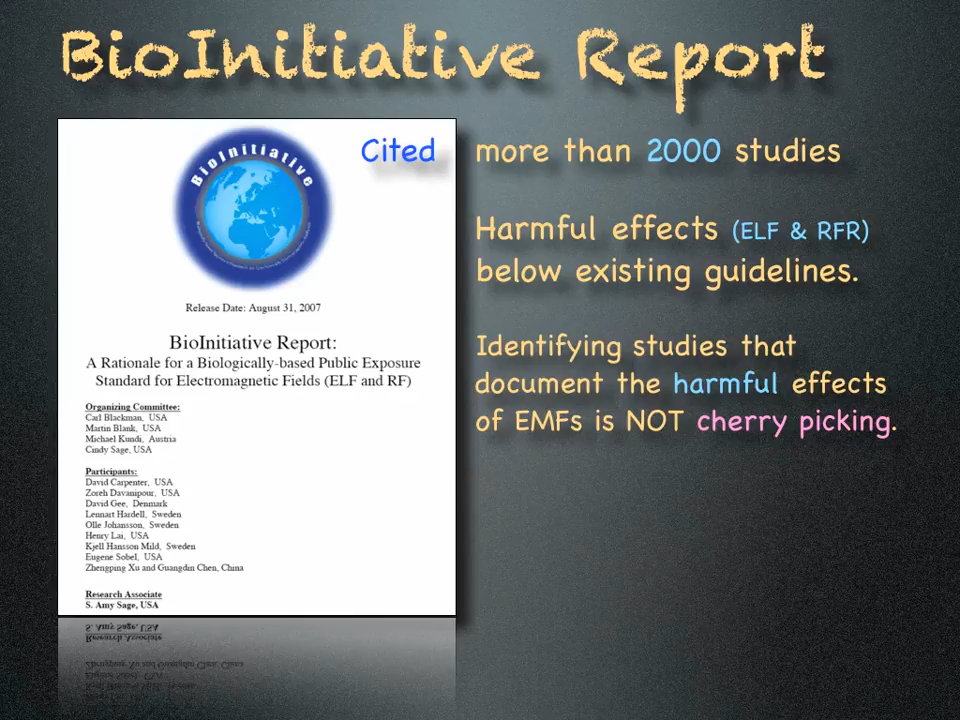 BioInitiative Report
BioInitiative
Cited more than 2000 studies
Harmful effects (ELF & RFR)
below existing guidelines.
Identifying studies that
document the harmful effects
of EMFs is NOT cherry picking.
Release Date: August 31, 2007
BioInitiative Report:
A Rationale for a Biologically-based Public Exposure
Standard for Electromagnetic Fields (ELF and RF)
Organizing Committee:
Carl Blackman, USA
Martin Blank, USA
Michael Kundi, Austria
Cindy Sage, USA
Participants:
David Carpenter, USA
Zoreh Davanipour, USA
David Gee, Denmark
Lennart Hardell, Sweden
Olle Johansson, Sweden
Henry Lai, USA
Kjell Hansson Mild, Sweden
Eugene Sobel, USA
Zhengping Xu and Guangdin Chen, China
Research Associate
S. Amy Sage, USA